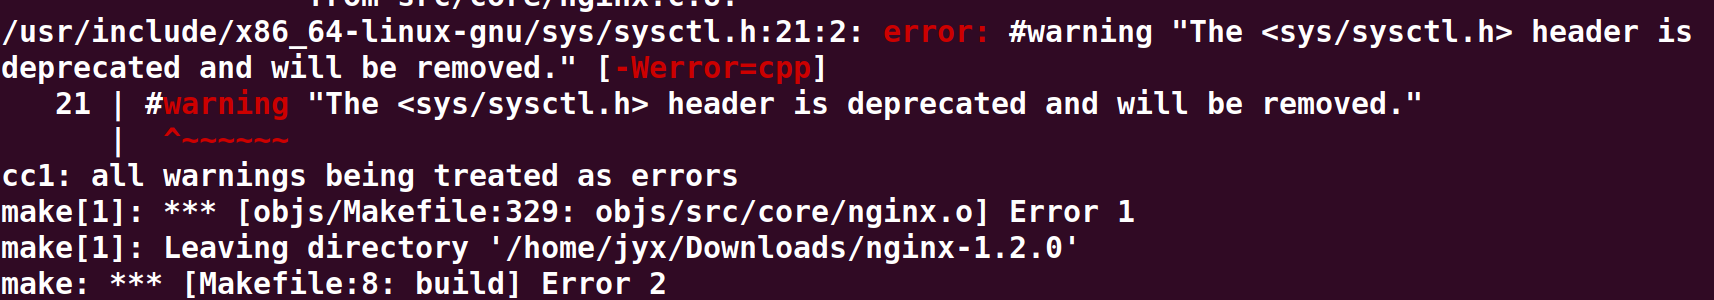 from src/core/nginx.c:8:
/usr/include/x86_64-linux-gnu/sys/sysctl.h:21:2: error: #warning "The <sys/sysctl.h> header is
deprecated and will be removed." [-Werror=cpp]
   21 | #warning "The <sys/sysctl.h> header is deprecated and will be removed."
      |  ^~~~~~~
cc1: all warnings being treated as errors
make[1]: *** [objs/Makefile:329: objs/src/core/nginx.o] Error 1
make[1]: Leaving directory '/home/jyx/Downloads/nginx-1.2.0'
make: *** [Makefile:8: build] Error 2